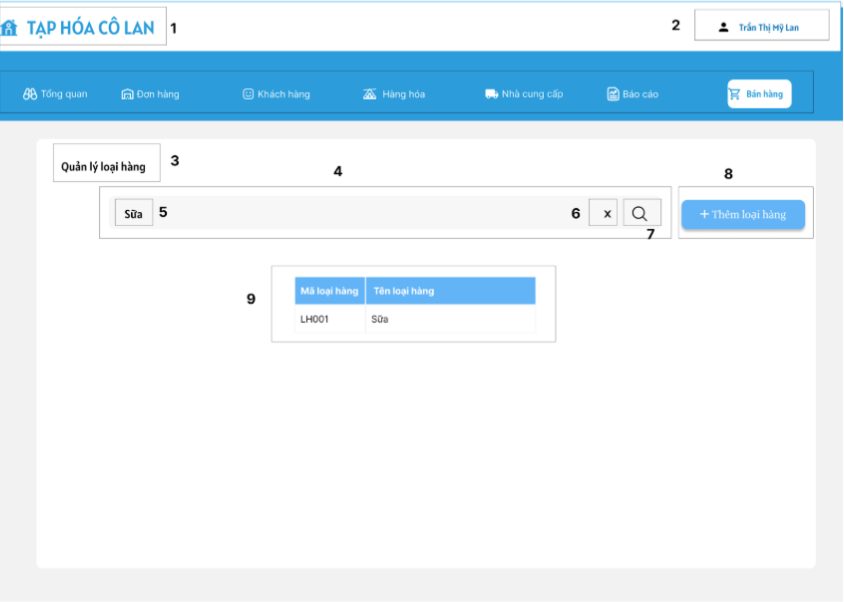 TẠP HÓA CÔ LAN 1
2 Trần Thị Mỹ Lan
Tổng quan Đơn hàng Khách hàng Hàng hóa Nhà cung cấp Báo cáo Bán hàng
Quản lý loại hàng 3
4
8
Sữa 5 6 x
7
+ Thêm loại hàng
9
Mã loại hàng Tên loại hàng
LH001 Sữa